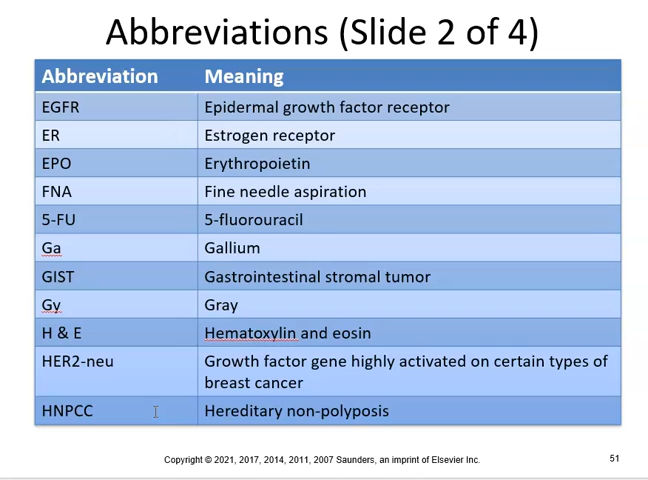 Abbreviations (Slide 2 of 4)
Abbreviation Meaning
EGFR Epidermal growth factor receptor
ER Estrogen receptor
EPO Erythropoietin
FNA Fine needle aspiration
5-FU 5-fluorouracil
Ga Gallium
GIST Gastrointestinal stromal tumor
Gy Gray
H & E Hematoxylin and eosin
HER2-neu Growth factor gene highly activated on certain types of
breast cancer
HNPCC Hereditary non-polyposis
Copyright © 2021, 2017, 2014, 2011, 2007 Saunders, an imprint of Elsevier Inc.
51